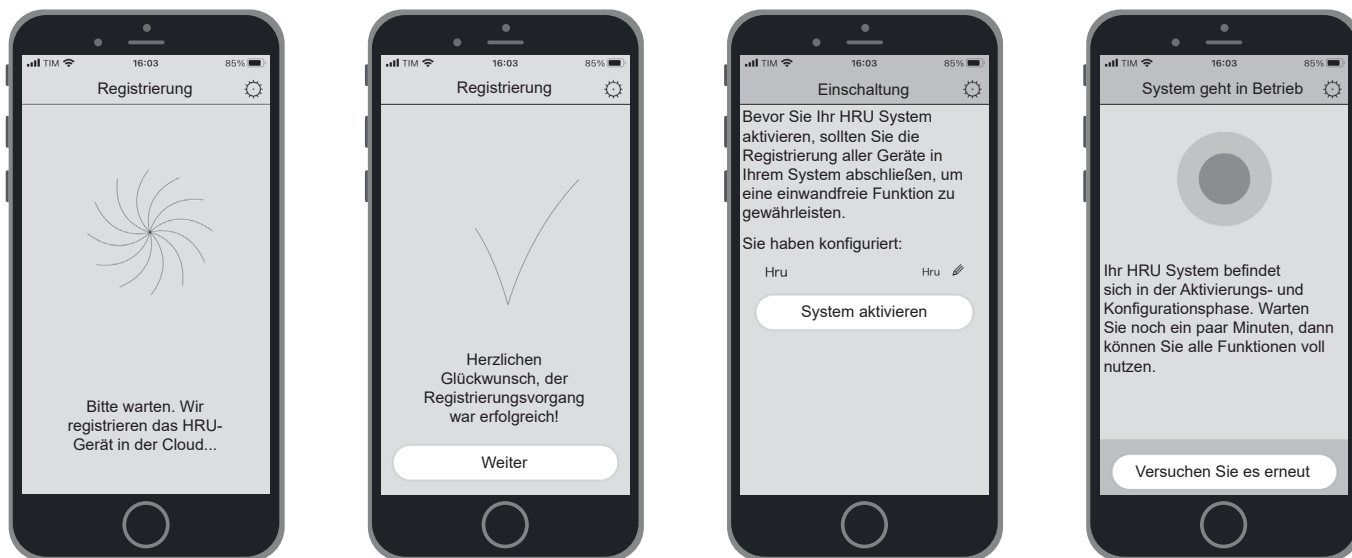 TIM 16:03 85%
Registrierung
Bitte warten. Wir
registrieren das HRU-
Gerät in der Cloud...
TIM 16:03 85%
Registrierung
Herzlichen
Glückwunsch, der
Registrierungsvorgang
war erfolgreich!
Weiter
TIM 16:03 85%
Einschaltung
Bevor Sie Ihr HRU System
aktivieren, sollten Sie die
Registrierung aller Geräte in
Ihrem System abschließen, um
eine einwandfreie Funktion zu
gewährleisten.
Sie haben konfiguriert:
Hru Hru
System aktivieren
TIM 16:03 85%
System geht in Betrieb
Ihr HRU System befindet
sich in der Aktivierungs- und
Konfigurationsphase. Warten
Sie noch ein paar Minuten, dann
können Sie alle Funktionen voll
nutzen.
Versuchen Sie es erneut